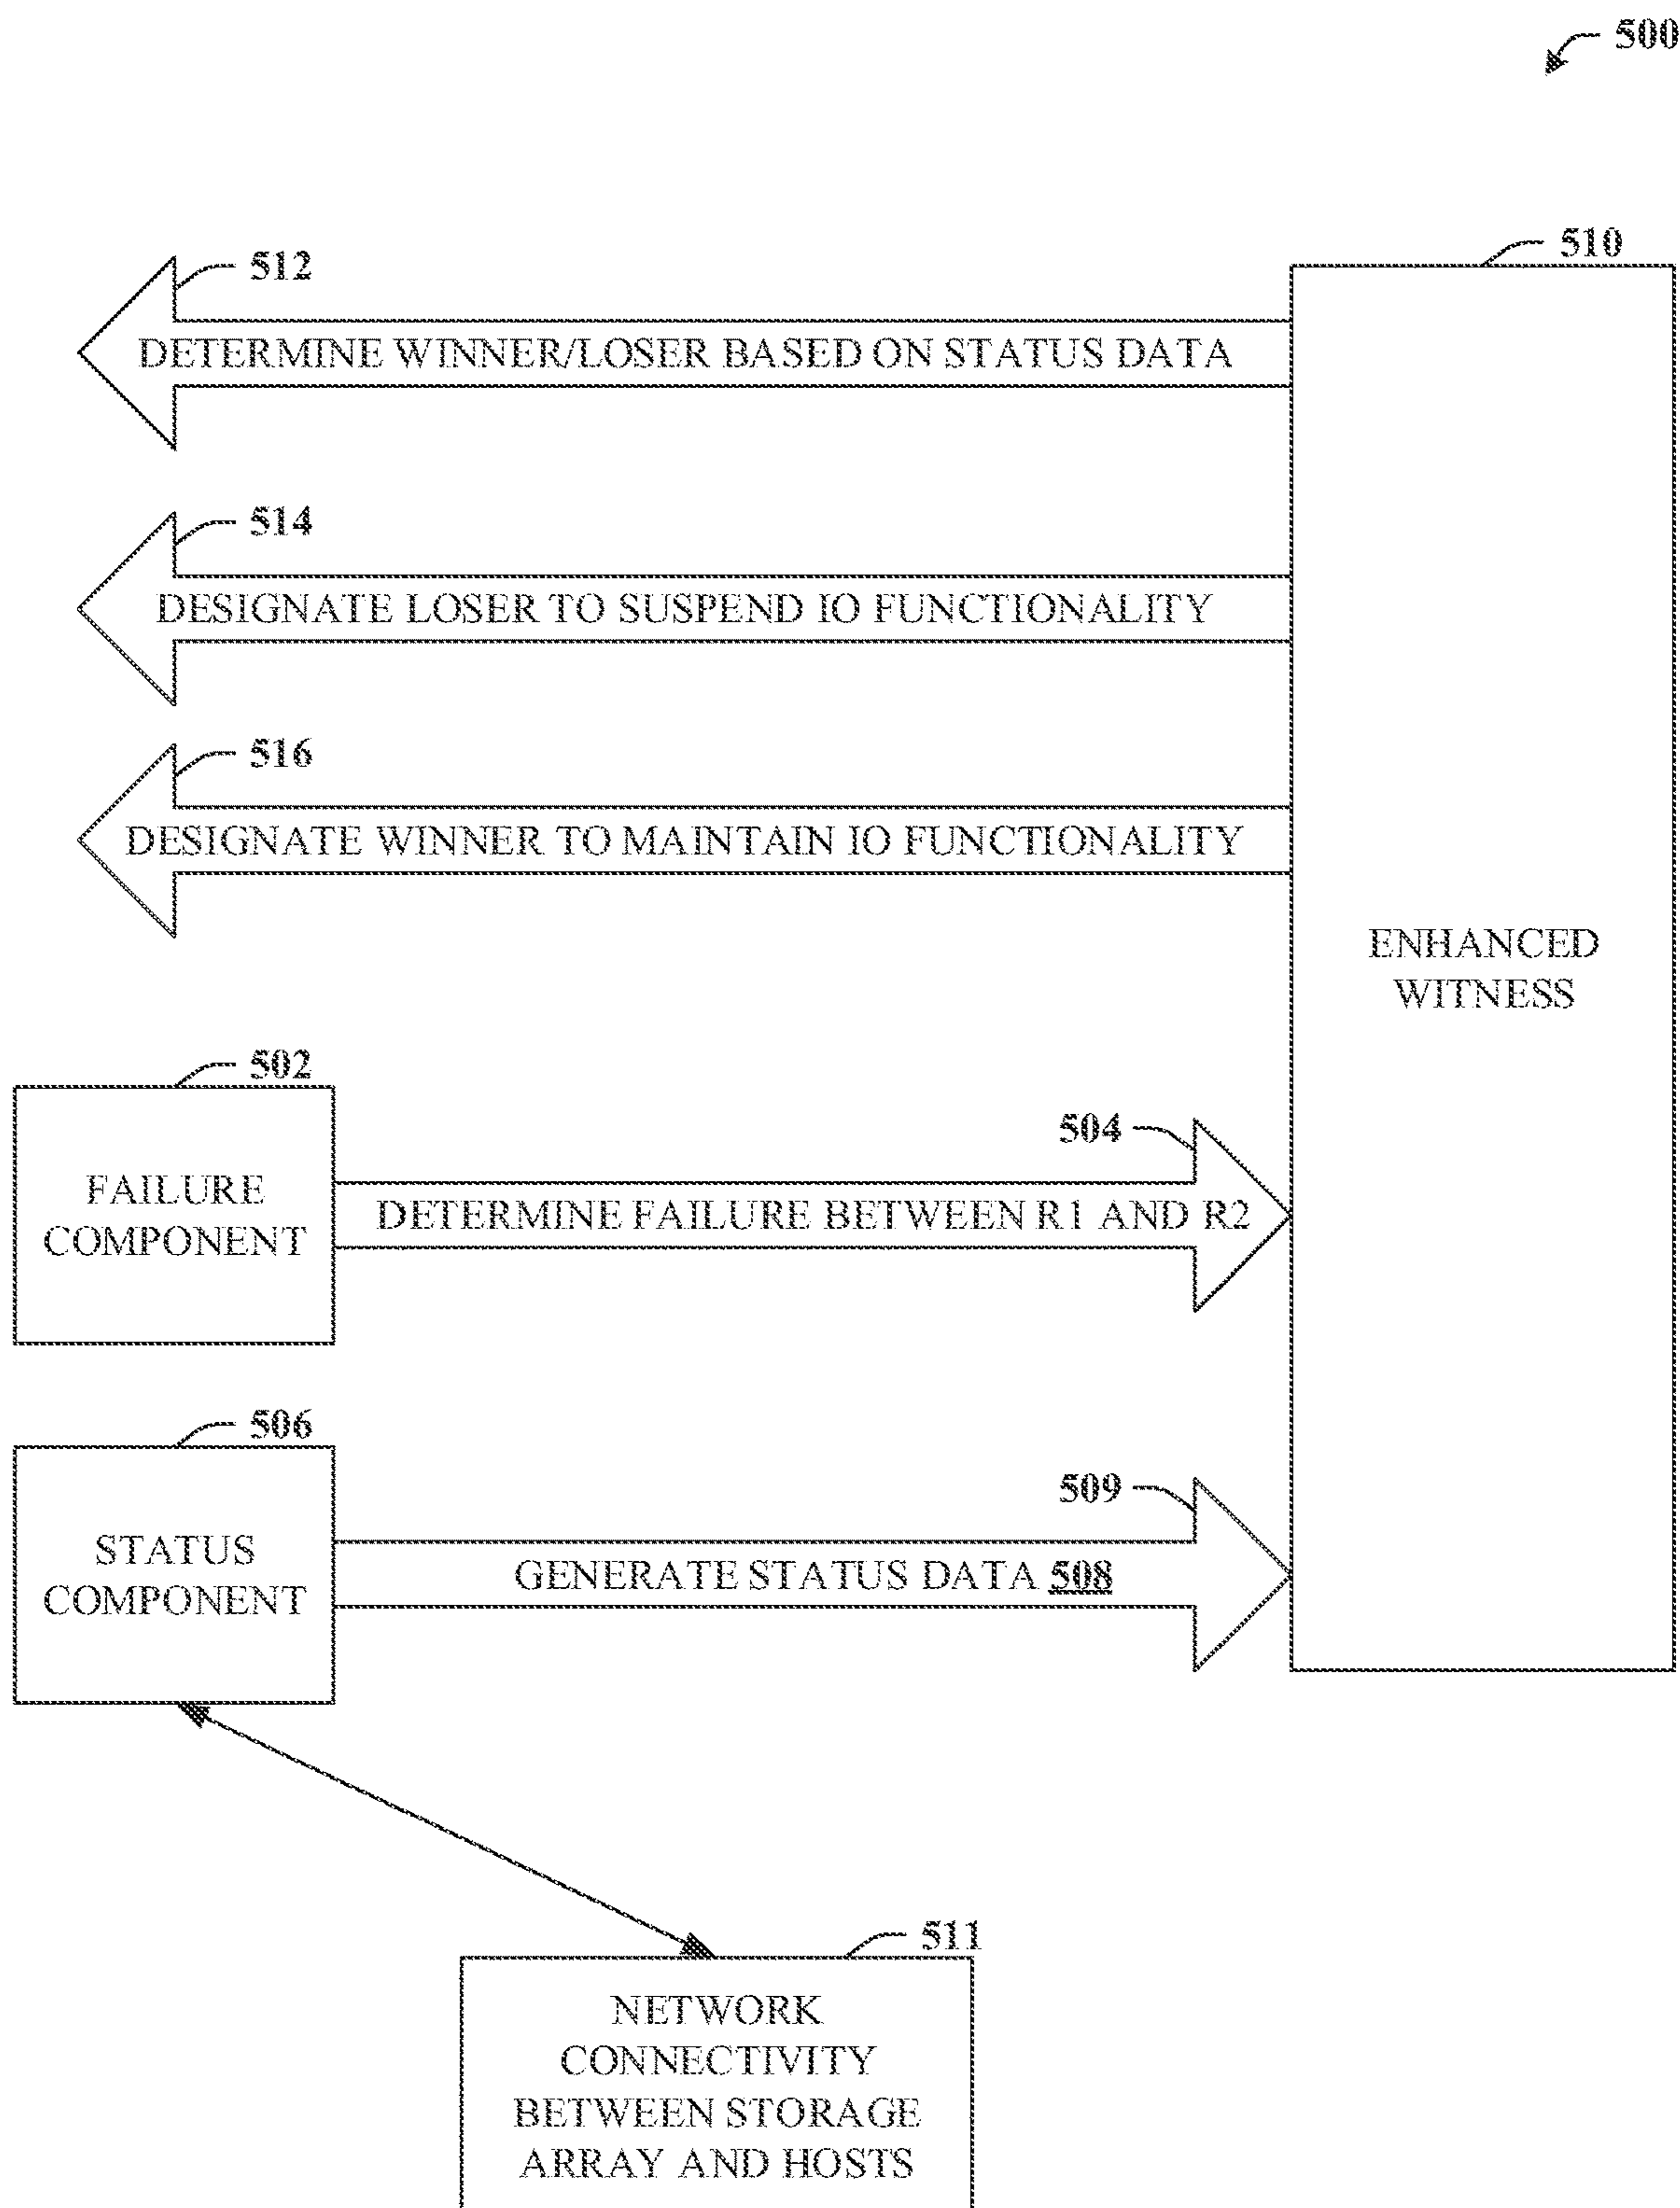 500
510
512
DETERMINE WINNER/LOSER BASED ON STATUS DATA
514
DESIGNATE LOSER TO SUSPEND IO FUNCTIONALITY
516
DESIGNATE WINNER TO MAINTAIN IO FUNCTIONALITY
ENHANCED
WITNESS
502
504
FAILURE
COMPONENT
DETERMINE FAILURE BETWEEN R1 AND R2
506
509
STATUS
COMPONENT
GENERATE STATUS DATA 508
511
NETWORK
CONNECTIVITY
BETWEEN STORAGE
ARRAY AND HOSTS